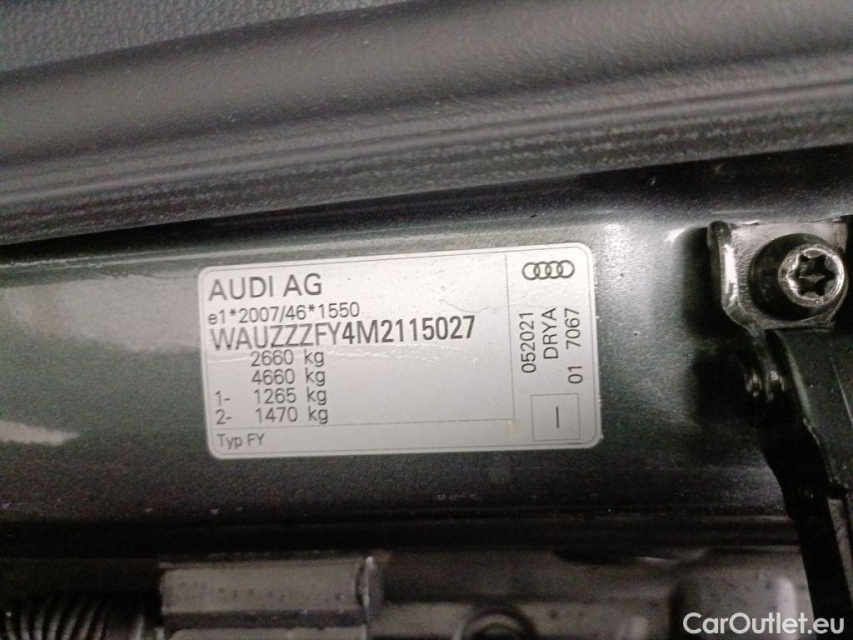 AUDI AG
e1*2007/46*1550
WAUZZZFY4M2115027
2660 kg
4660 kg
1- 1265 kg
2- 1470 kg
Typ FY
052021
DRYA
01 7067
I
CarOutlet.eu